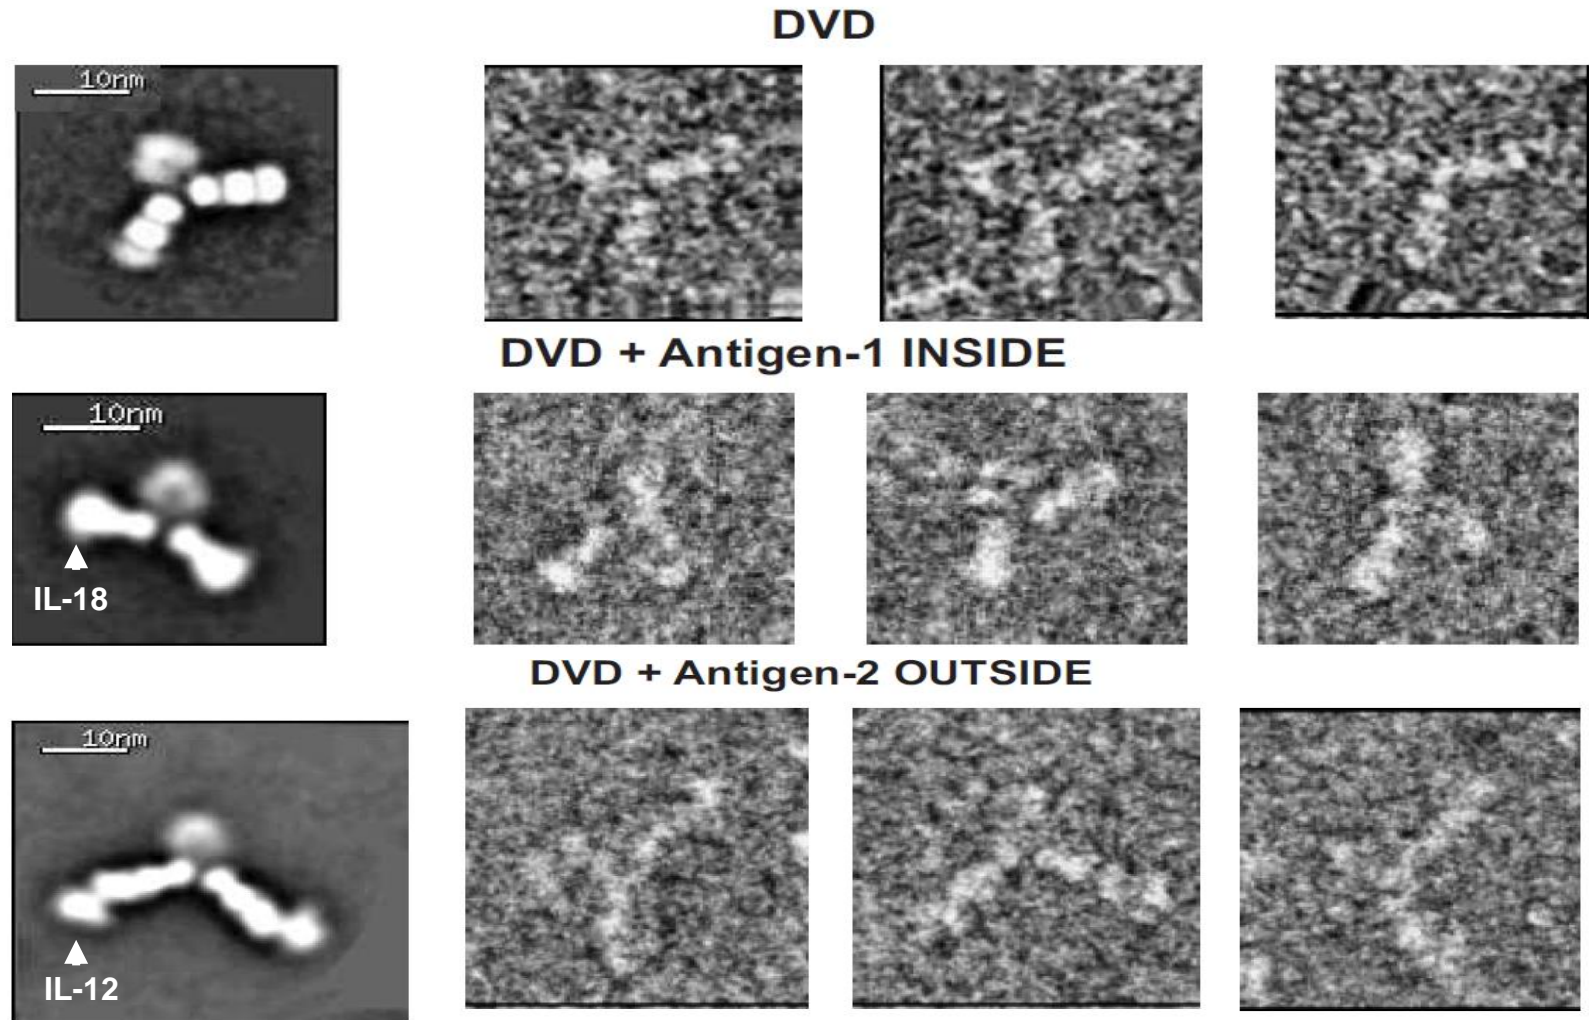 DVD
10nm
DVD + Antigen-1 INSIDE
10nm
IL-18
DVD + Antigen-2 OUTSIDE
10nm
IL-12